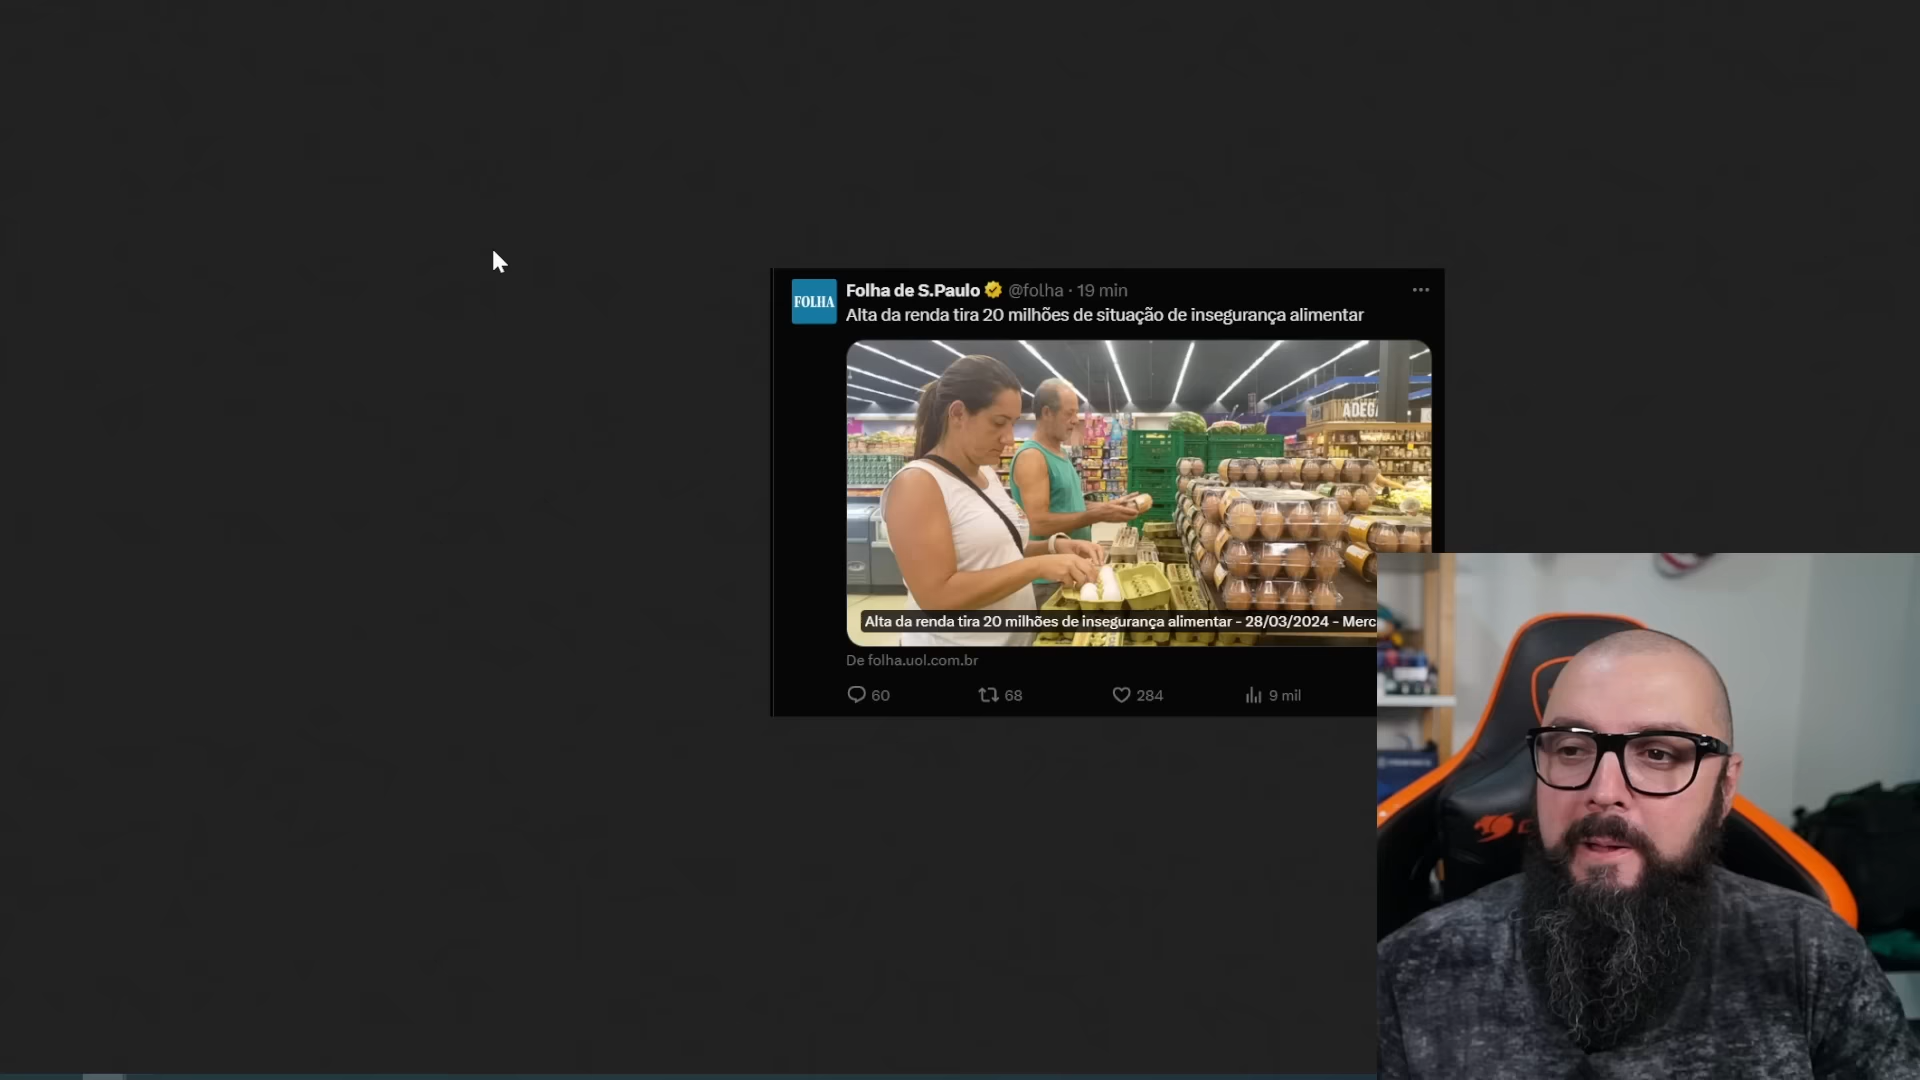 FOLHA
Folha de S.Paulo @folha · 19 min
Alta da renda tira 20 milhões de situação de insegurança alimentar
ADEGA
Alta da renda tira 20 milhões de insegurança alimentar - 28/03/2024 - Merc
De folha.uol.com.br
60 68 284 9 mil